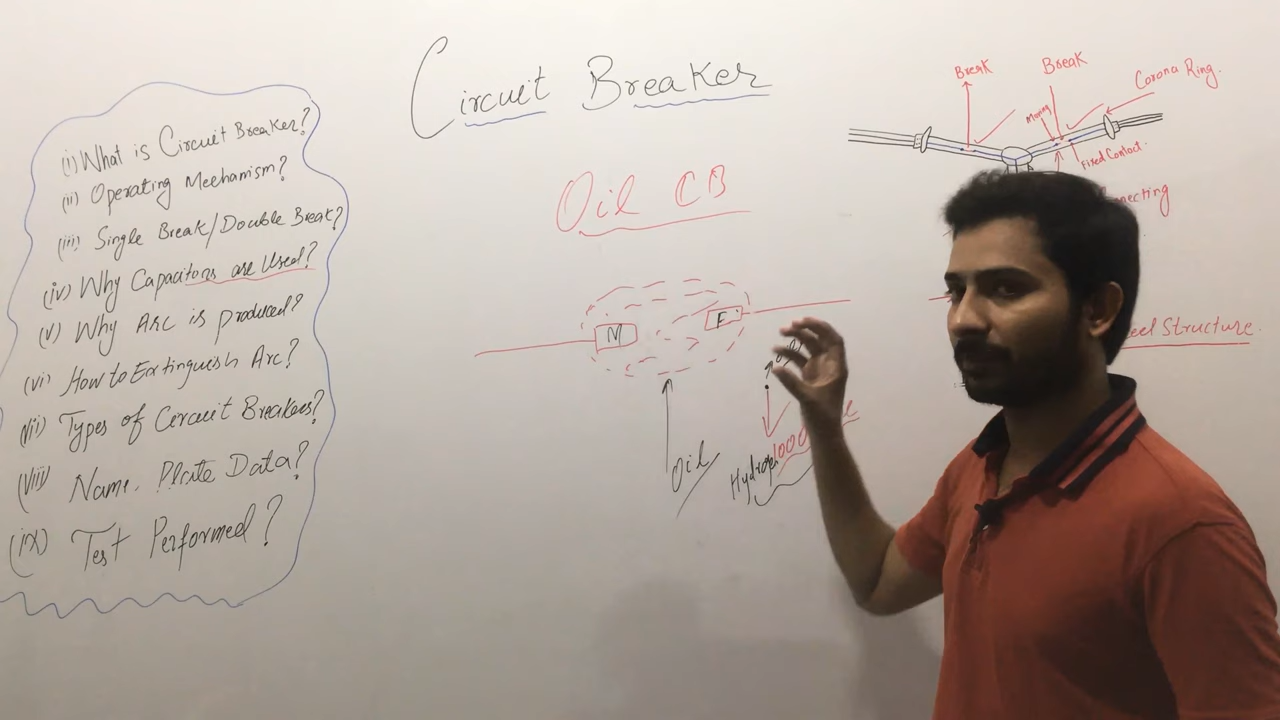 Circuit Breaker
Oil CB
(i) What is Circuit Breaker?
(ii) Operating Mechanism?
(iii) Single Break/Double Break?
(iv) Why Capacitors are Used?
(v) Why Arc is produced?
(vi) How to Extinguish Arc?
(vii) Types of Circuit Breakers?
(viii) Name Plate Data?
(ix) Test Performed?
M
F
Oil
Hydrogen
1000
Break
Break
Corona Ring.
Moving
Fixed Contact.
necting
eel Structure.